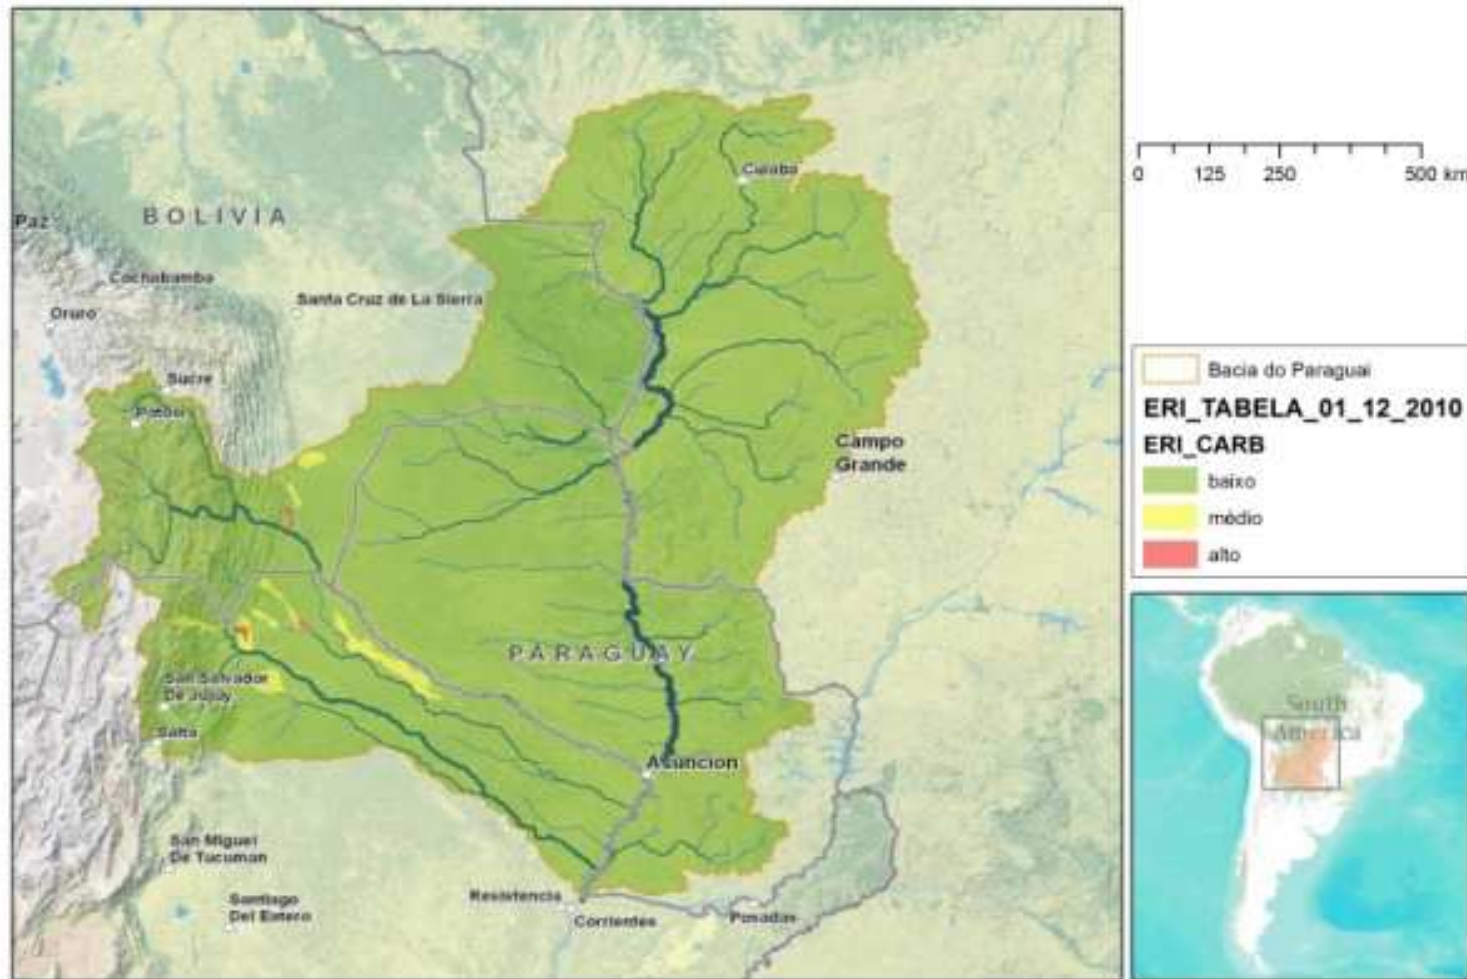 Cuiaba
BOLIVIA
Paz
Cochabamba
Santa Cruz de La Sierra
Oruro
Sucre
Potosi
Campo
Grande
PARAGUAY
San Salvador
De Jujuy
Salta
Asuncion
San Miguel
De Tucuman
Santiago
Del Estero
Resistencia
Corrientes
Posadas
0 125 250 500 km
Bacia do Paraguai
ERI_TABELA_01_12_2010
ERI_CARB
baixo
médio
alto
South
America